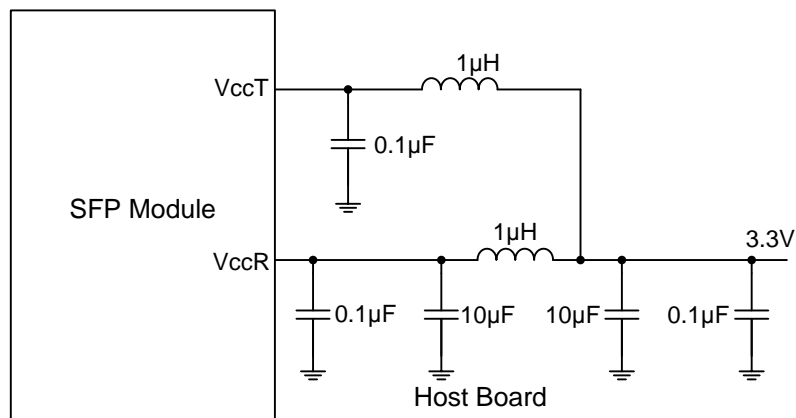 1µH
VccT
0.1µF
SFP Module
1µH
3.3V
VccR
0.1µF
10µF
10µF
0.1µF
Host Board